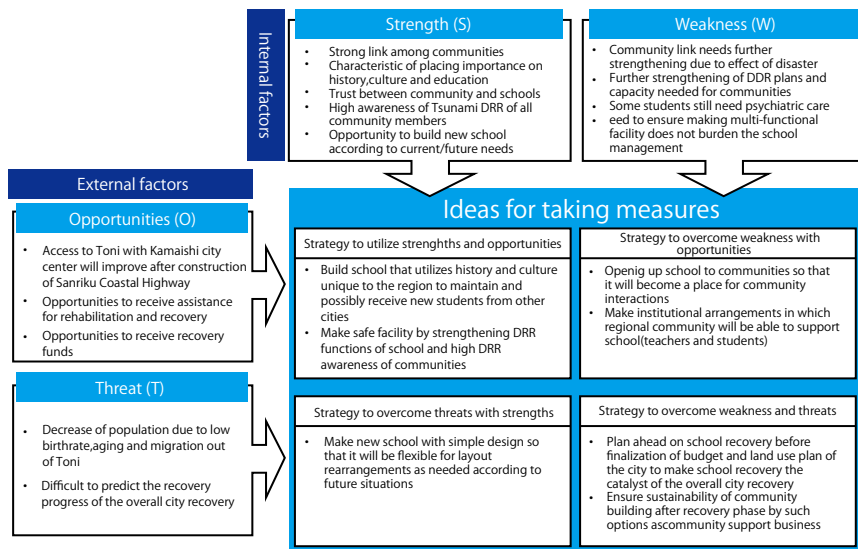 Internal factors
Strength (S)
• Strong link among communities
• Characteristic of placing importance on
history,culture and education
• Trust between community and schools
• High awareness of Tsunami DRR of all
community members
• Opportunity to build new school
according to current/future needs
Weakness (W)
• Community link needs further
strengthening due to effect of disaster
• Further strengthening of DDR plans and
capacity needed for communities
• Some students still need psychiatric care
• eed to ensure making multi-functional
facility does not burden the school
management
External factors
Opportunities (O)
• Access to Toni with Kamaishi city
center will improve after construction
of Sanriku Coastal Highway
• Opportunities to receive assistance
for rehabilitation and recovery
• Opportunities to receive recovery
funds
Threat (T)
• Decrease of population due to low
birthrate,aging and migration out
of Toni
• Difficult to predict the recovery
progress of the overall city recovery
Ideas for taking measures
Strategy to utilize strenghths and opportunities
• Build school that utilizes history and culture
unique to the region to maintain and
possibly receive new students from other
cities
• Make safe facility by strengthening DRR
functions of school and high DRR
awareness of communities
Strategy to overcome weakness with
opportunities
• Openig up school to communities so that
it will become a place for community
interactions
• Make institutional arrangements in which
regional community will be able to support
school(teachers and students)
Strategy to overcome threats with strengths
• Make new school with simple design so
that it will be flexible for layout
rearrangements as needed according to
future situations
Strategy to overcome weakness and threats
• Plan ahead on school recovery before
finalization of budget and land use plan of
the city to make school recovery the
catalyst of the overall city recovery
• Ensure sustainability of community
building after recovery phase by such
options ascommunity support business